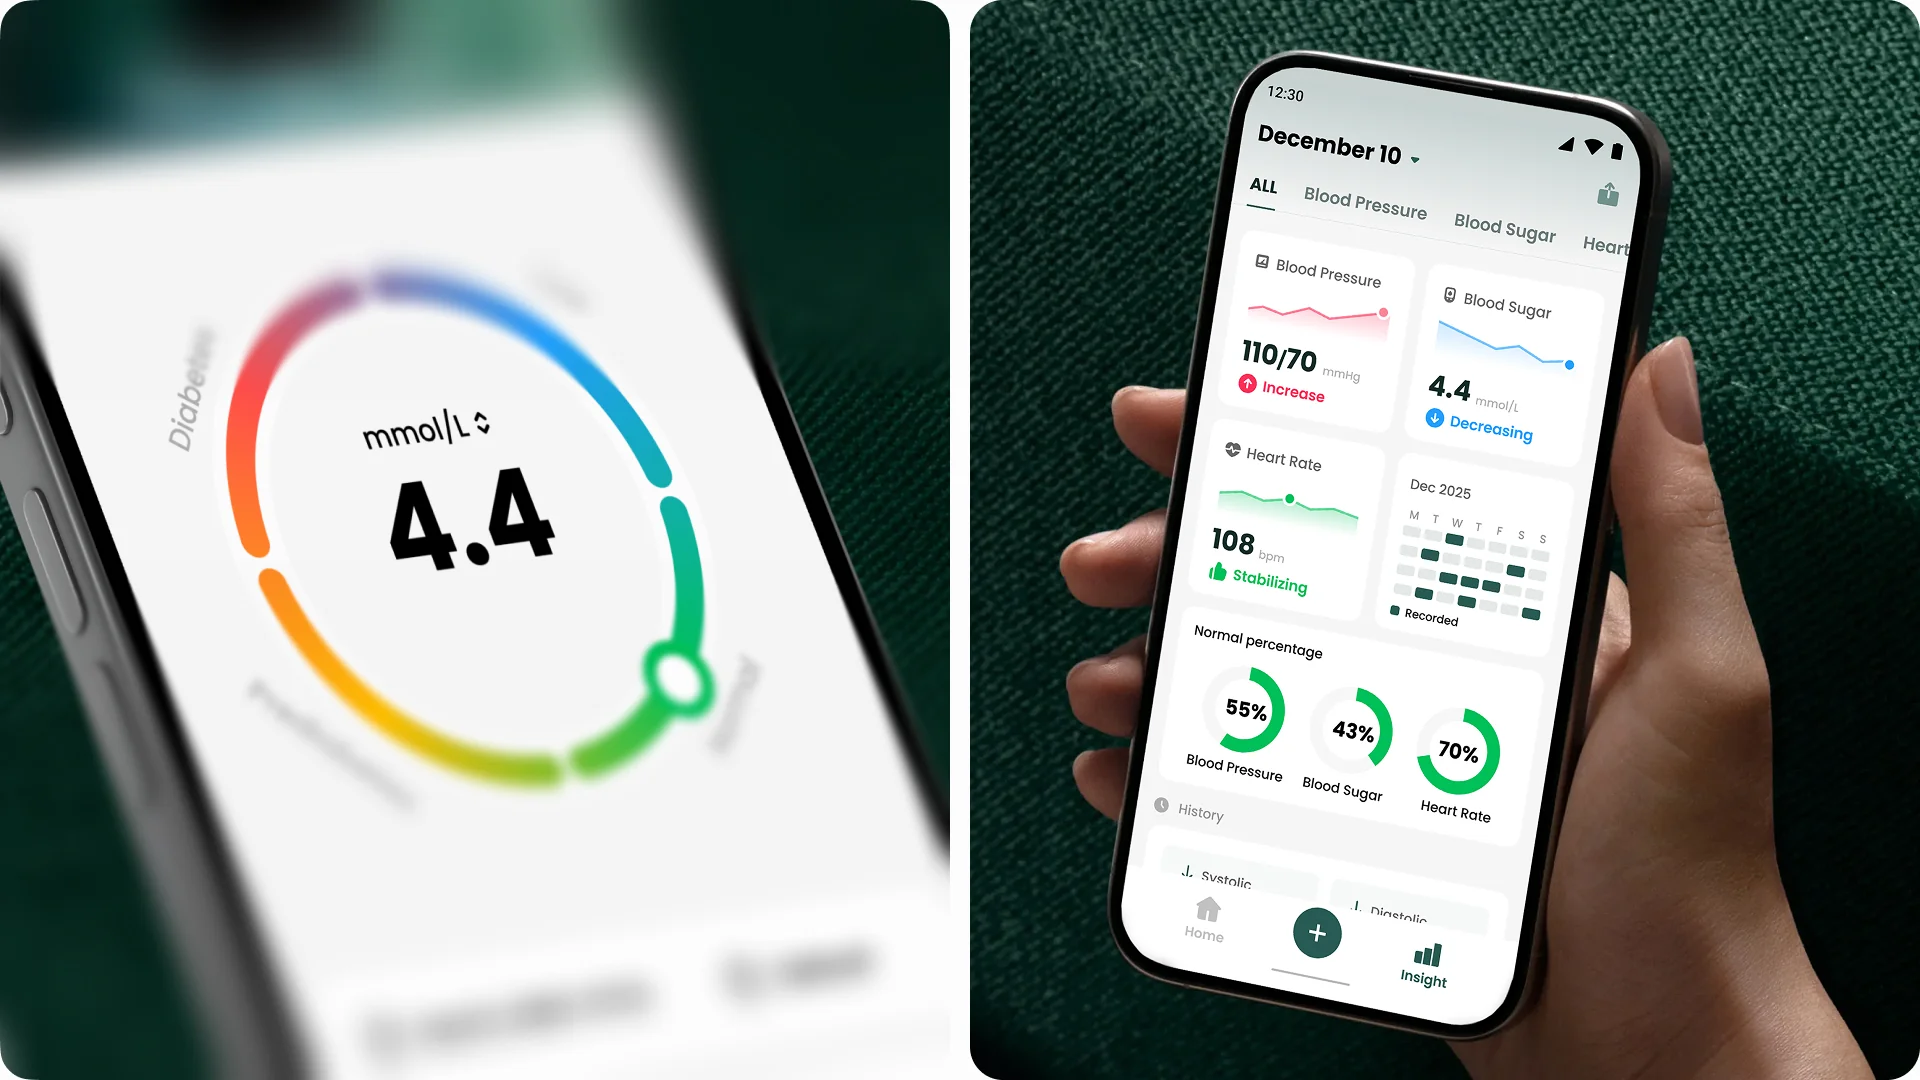 Diabetes
mmol/L
4.4
Normal
12:30
December 10
ALL
Blood Pressure
Blood Sugar
Heart
Blood Pressure
110/70 mmHg
Increase
Blood Sugar
4.4 mmol/L
Decreasing
Heart Rate
108 bpm
Stabilizing
Dec 2025
M T W T F S S
Recorded
Normal percentage
55%
Blood Pressure
43%
Blood Sugar
70%
Heart Rate
History
Systolic
Diastolic
Home
Insight